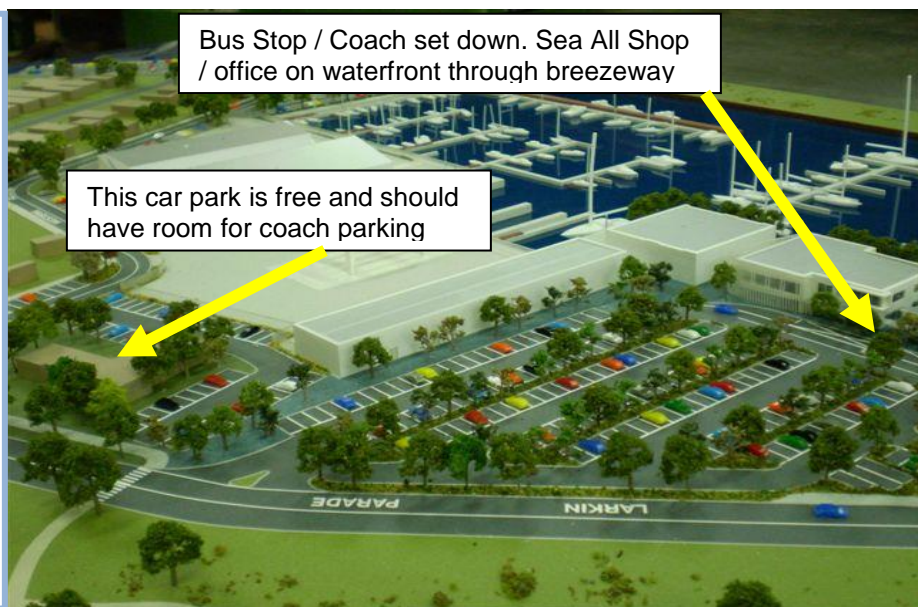 Bus Stop / Coach set down. Sea All Shop
/ office on waterfront through breezeway
This car park is free and should
have room for coach parking
PARADE
LARKIN